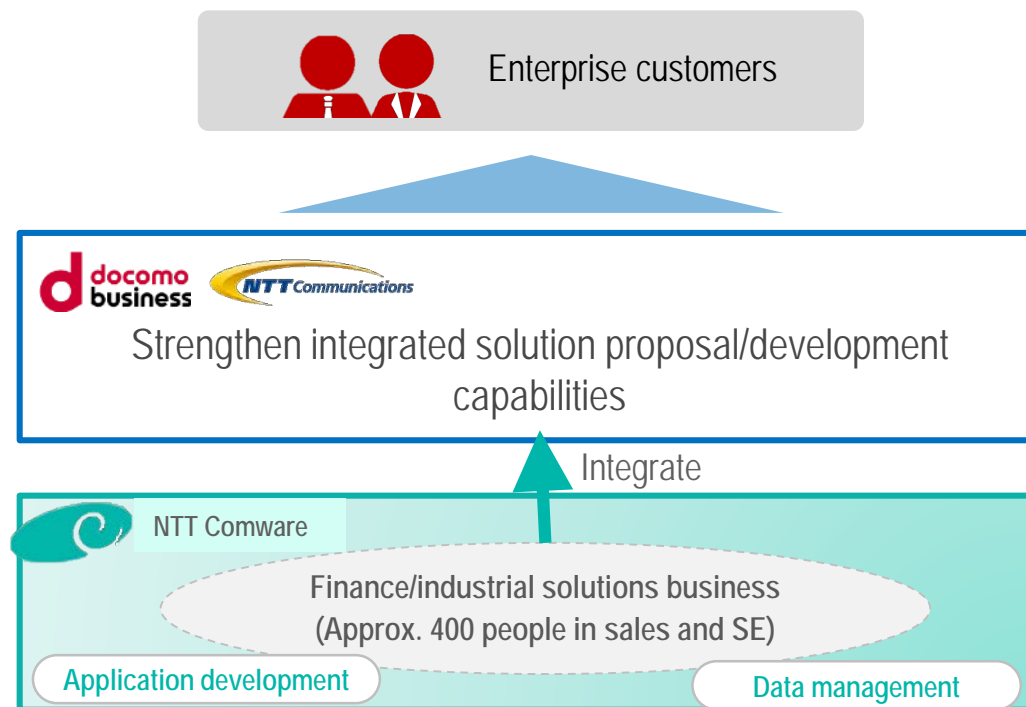 Enterprise customers
docomo
business
NTT Communications
Strengthen integrated solution proposal/development
capabilities
Integrate
NTT Comware
Finance/industrial solutions business
(Approx. 400 people in sales and SE)
Application development
Data management